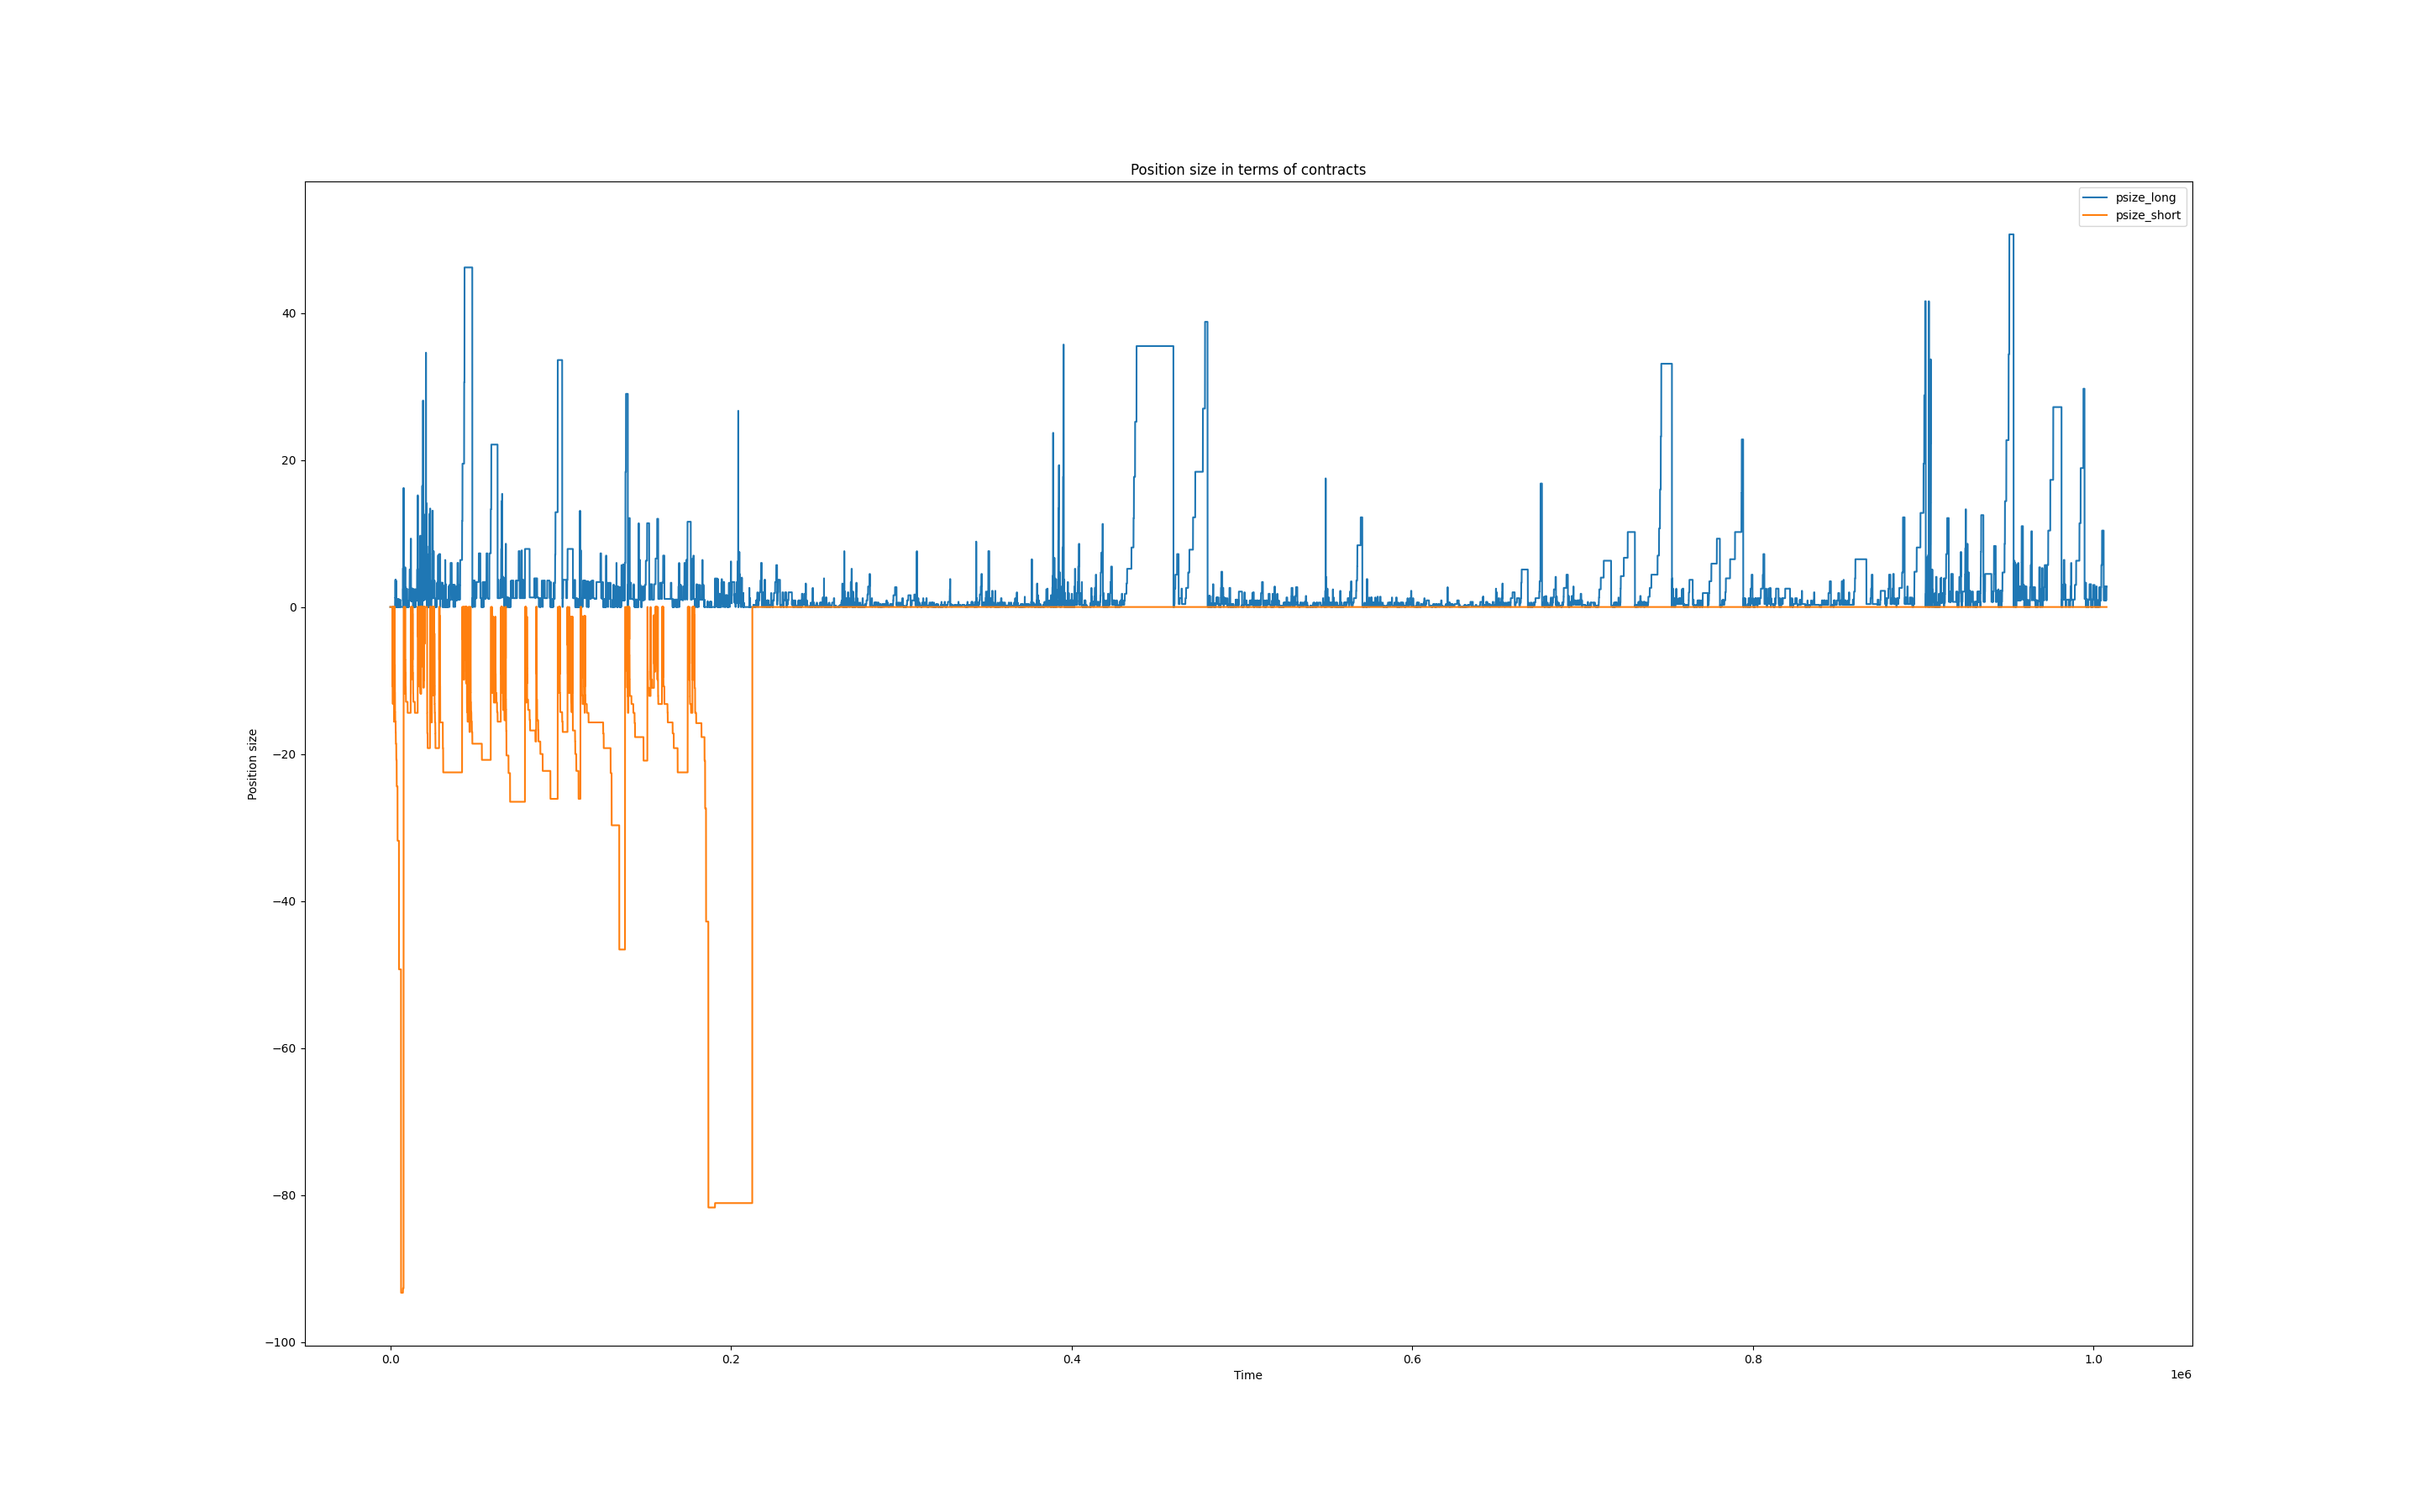 Position size in terms of contracts
psize_long
psize_short
Position size
40
20
0
−20
−40
−60
−80
−100
0.0
0.2
0.4
0.6
0.8
1.0
Time
1e6